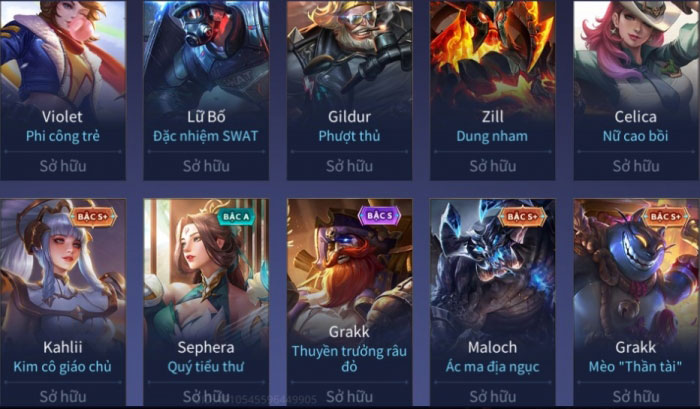 Violet
Phi công trẻ
Sở hữu
Lữ Bố
Đặc nhiệm SWAT
Sở hữu
Gildur
Phượt thủ
Sở hữu
Zill
Dung nham
Sở hữu
Celica
Nữ cao bồi
Sở hữu
BẬC S+
Kahlii
Kim cô giáo chủ
Sở hữu
BẬC A
Sephera
Quý tiểu thư
Sở hữu
BẬC S
Grakk
Thuyền trưởng râu
đỏ
Sở hữu
BẬC S+
Maloch
Ác ma địa ngục
Sở hữu
BẬC S+
Grakk
Mèo "Thần tài"
Sở hữu